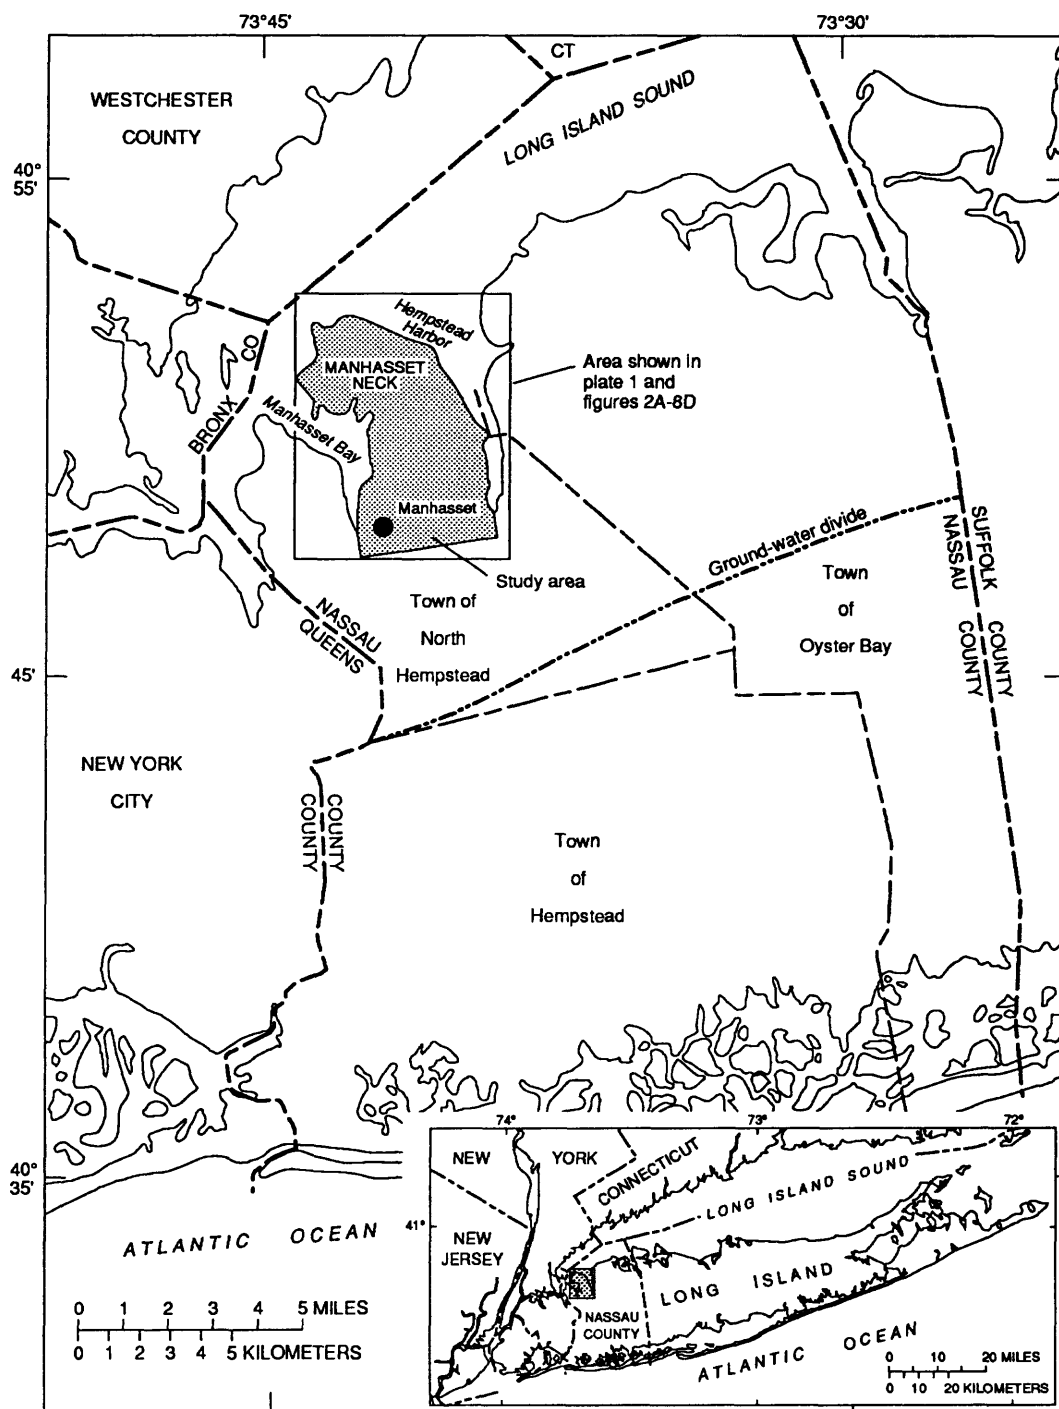 73°45'
73°30'
CT
WESTCHESTER
COUNTY
LONG ISLAND SOUND
40°
55'
Hempstead
Harbor
CO
BRONX
MANHASSET
NECK
Area shown in
plate 1 and
figures 2A-8D
Manhasset Bay
Manhasset
Ground-water divide
SUFFOLK COUNTY
NASSAU COUNTY
Study area
Town of
North
Hempstead
Town
of
Oyster Bay
NASSAU
QUEENS
45'
NEW YORK
CITY
COUNTY
COUNTY
Town
of
Hempstead
40°
35'
ATLANTIC OCEAN
0 1 2 3 4 5 MILES
0 1 2 3 4 5 KILOMETERS
74°
73°
72°
NEW YORK
CONNECTICUT
LONG ISLAND SOUND
41°
NEW
JERSEY
LONG ISLAND
NASSAU
COUNTY
ATLANTIC OCEAN
0 10 20 MILES
0 10 20 KILOMETERS